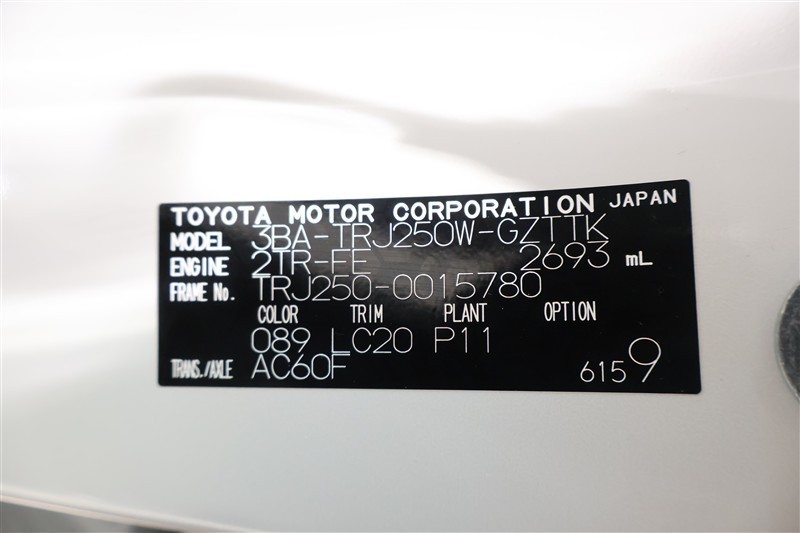 TOYOTA MOTOR CORPORATION JAPAN
MODEL 3BA-TRJ250W-GZTTK
ENGINE 2TR-FE 2693 mL
FRAME No. TRJ250-0015780
COLOR TRIM PLANT OPTION
089 LC20 P11
TRANS./AXLE AC60F 6159